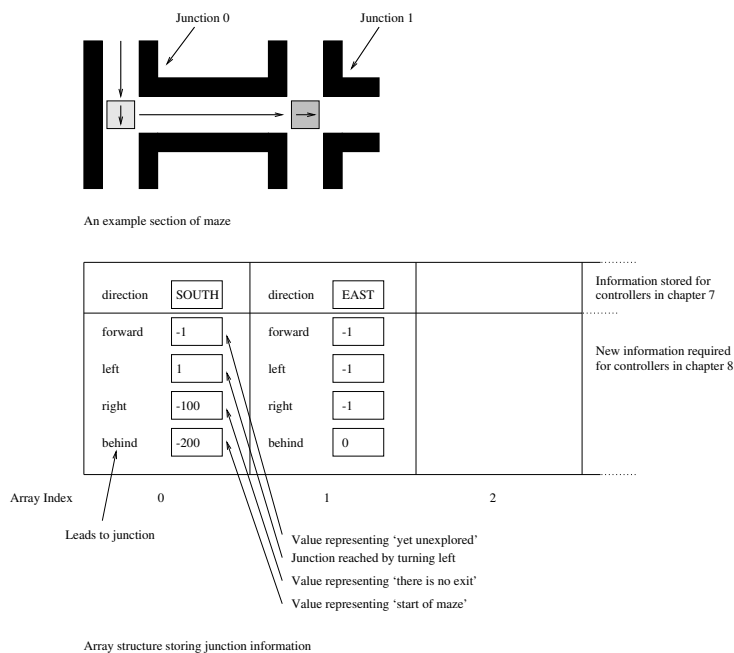 Junction 0 Junction 1
An example section of maze
direction SOUTH direction EAST
Information stored for
controllers in chapter 7
forward -1 forward -1
New information required
for controllers in chapter 8
left 1 left -1
right -100 right -1
behind -200 behind 0
Array Index 0 1 2
Leads to junction
Value representing ‘yet unexplored’
Junction reached by turning left
Value representing ‘there is no exit’
Value representing ‘start of maze’
Array structure storing junction information